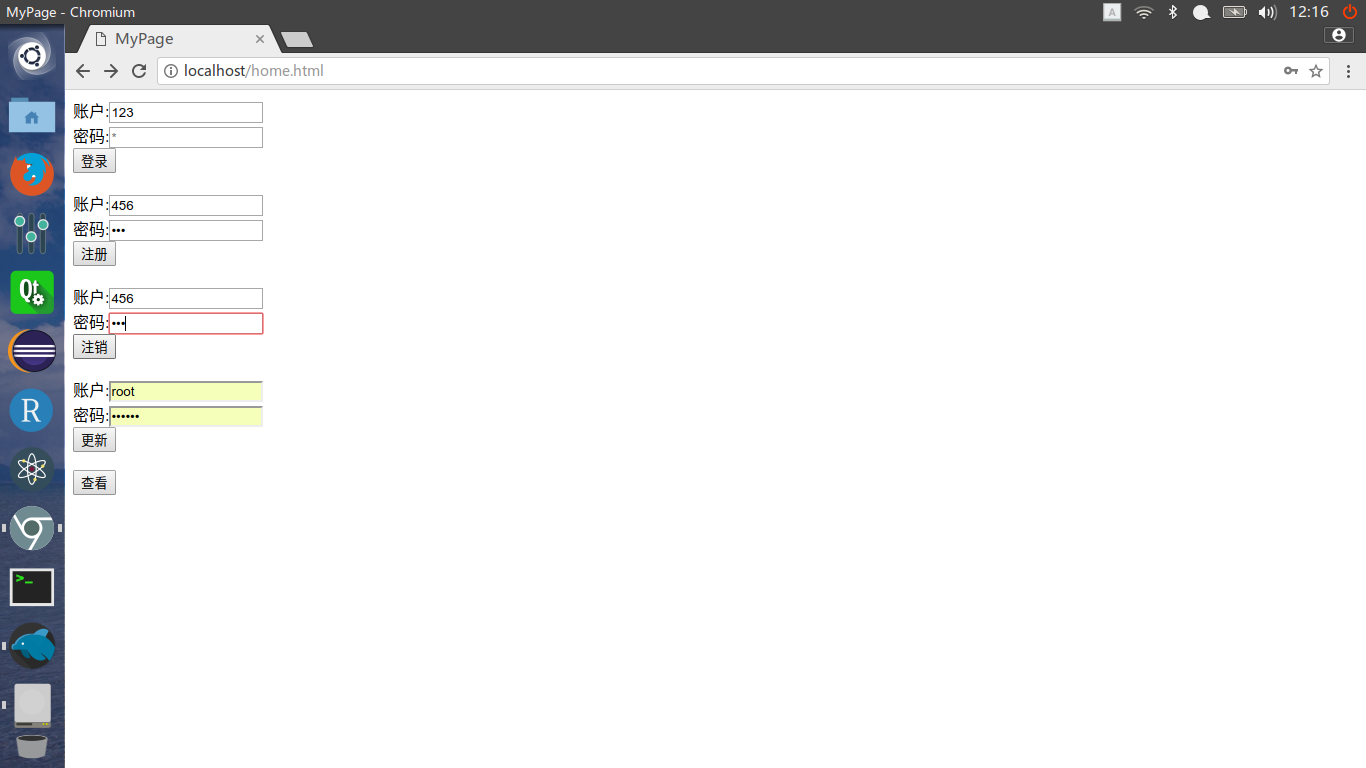 MyPage - Chromium
A
12:16
MyPage
localhost/home.html
账户:123
密码:*
登录
账户:456
密码:•••
注册
账户:456
密码:•••
注销
账户:root
密码:••••••
更新
查看
Qt
R
>_